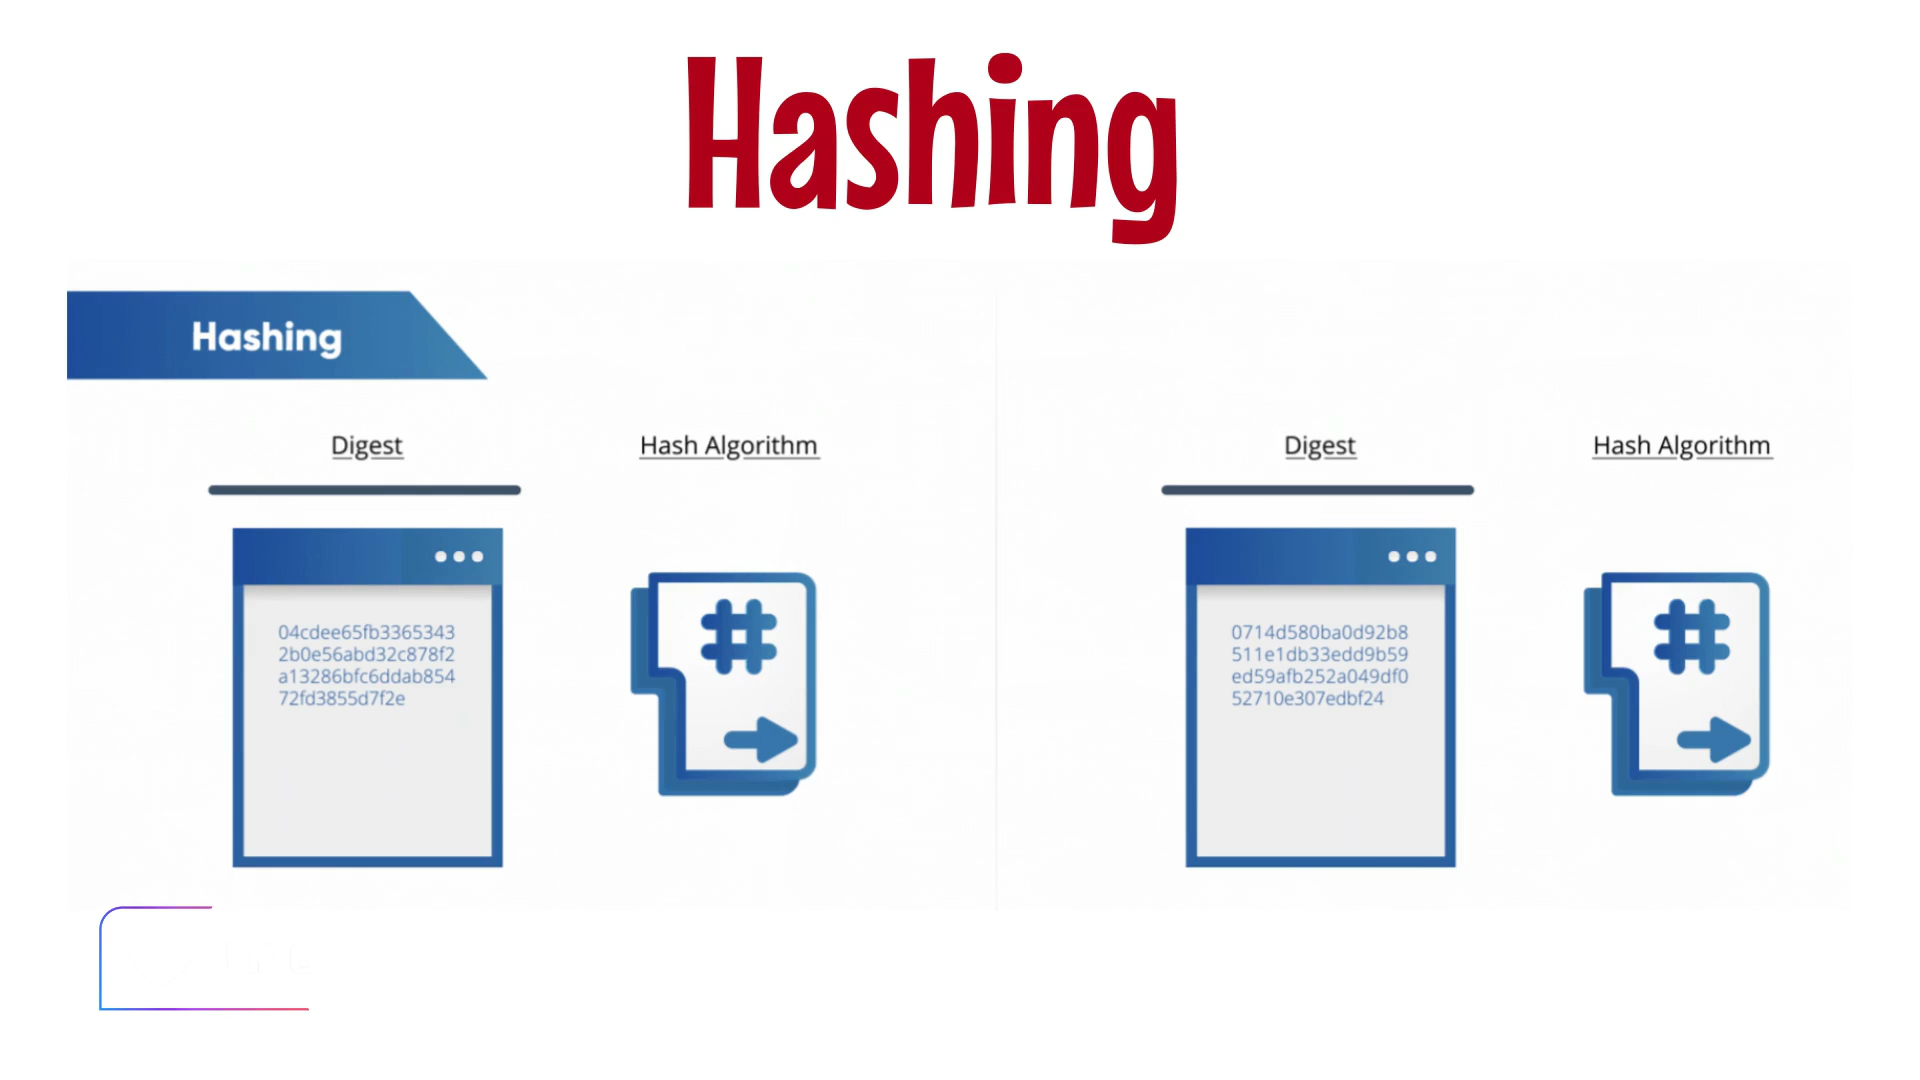 Hashing
Hashing
Digest
Hash Algorithm
04cdee65fb3365343
2b0e56abd32c878f2
a13286bfc6ddab854
72fd3855d7f2e
#
Digest
Hash Algorithm
0714d580ba0d92b8
511e1db33edd9b59
ed59afb252a049df0
52710e307edbf24
#